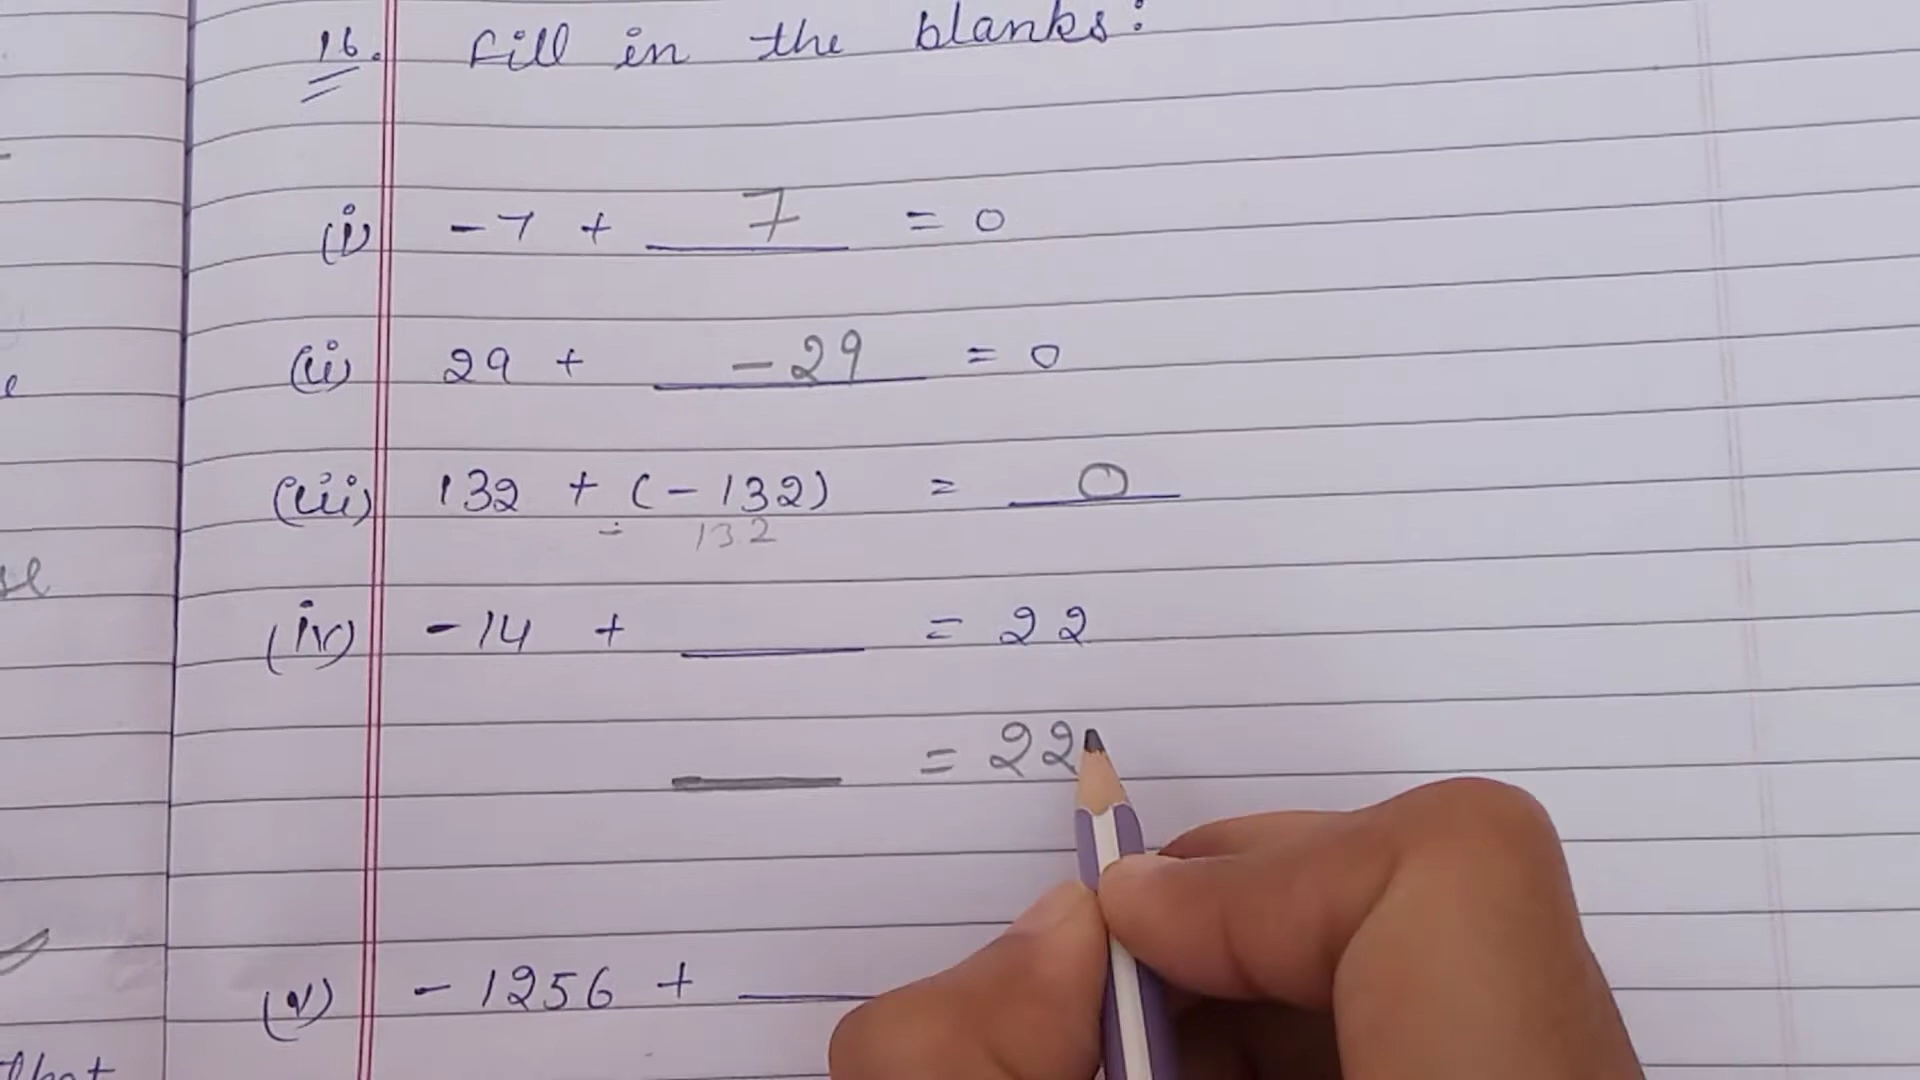 16. Fill in the blanks:
(i) -7 + 7 = 0
(ii) 29 + -29 = 0
(iii) 132 + (-132) = 0
- 132
(iv) -14 + ___ = 22
___ = 22
(v) - 1256 + ___
that